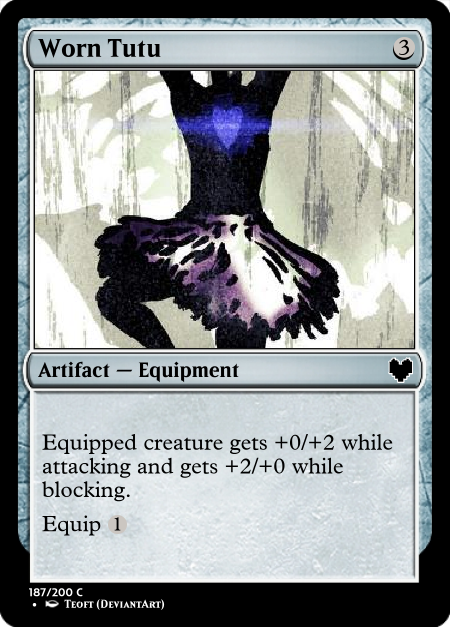 Worn Tutu 3
Artifact — Equipment
Equipped creature gets +0/+2 while
attacking and gets +2/+0 while
blocking.
Equip 1
187/200 C
• Teoft (DeviantArt)